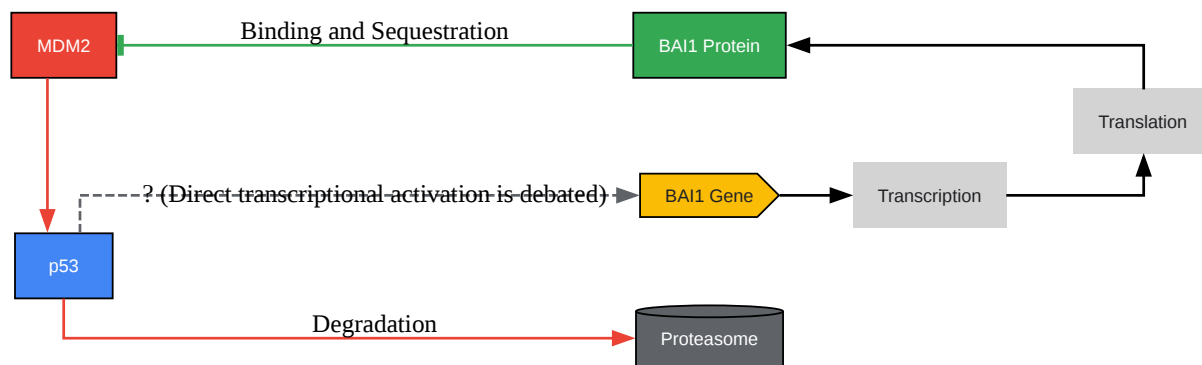 MDM2
Binding and Sequestration
BAI1 Protein
Translation
? (Direct transcriptional activation is debated)
BAI1 Gene
Transcription
p53
Degradation
Proteasome